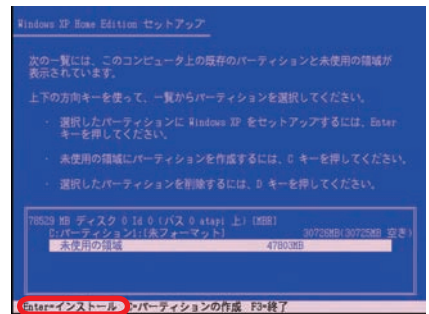 Windows XP Home Edition セットアップ
次の一覧には、このコンピュータ上の既存のパーティションと未使用の領域が
表示されています。
上下の方向キーを使って、一覧からパーティションを選択してください。
・ 選択したパーティションに Windows XP をセットアップするには、Enter
キーを押してください。
・ 未使用の領域にパーティションを作成するには、C キーを押してください。
・ 選択したパーティションを削除するには、D キーを押してください。
78529 MB ディスク 0 Id 0 (バス 0 atapi 上) [MBR]
C:パーティション1:[未フォーマット] 30726MB(30725MB 空き)
未使用の領域 47803MB
Enter=インストール C=パーティションの作成 F3=終了